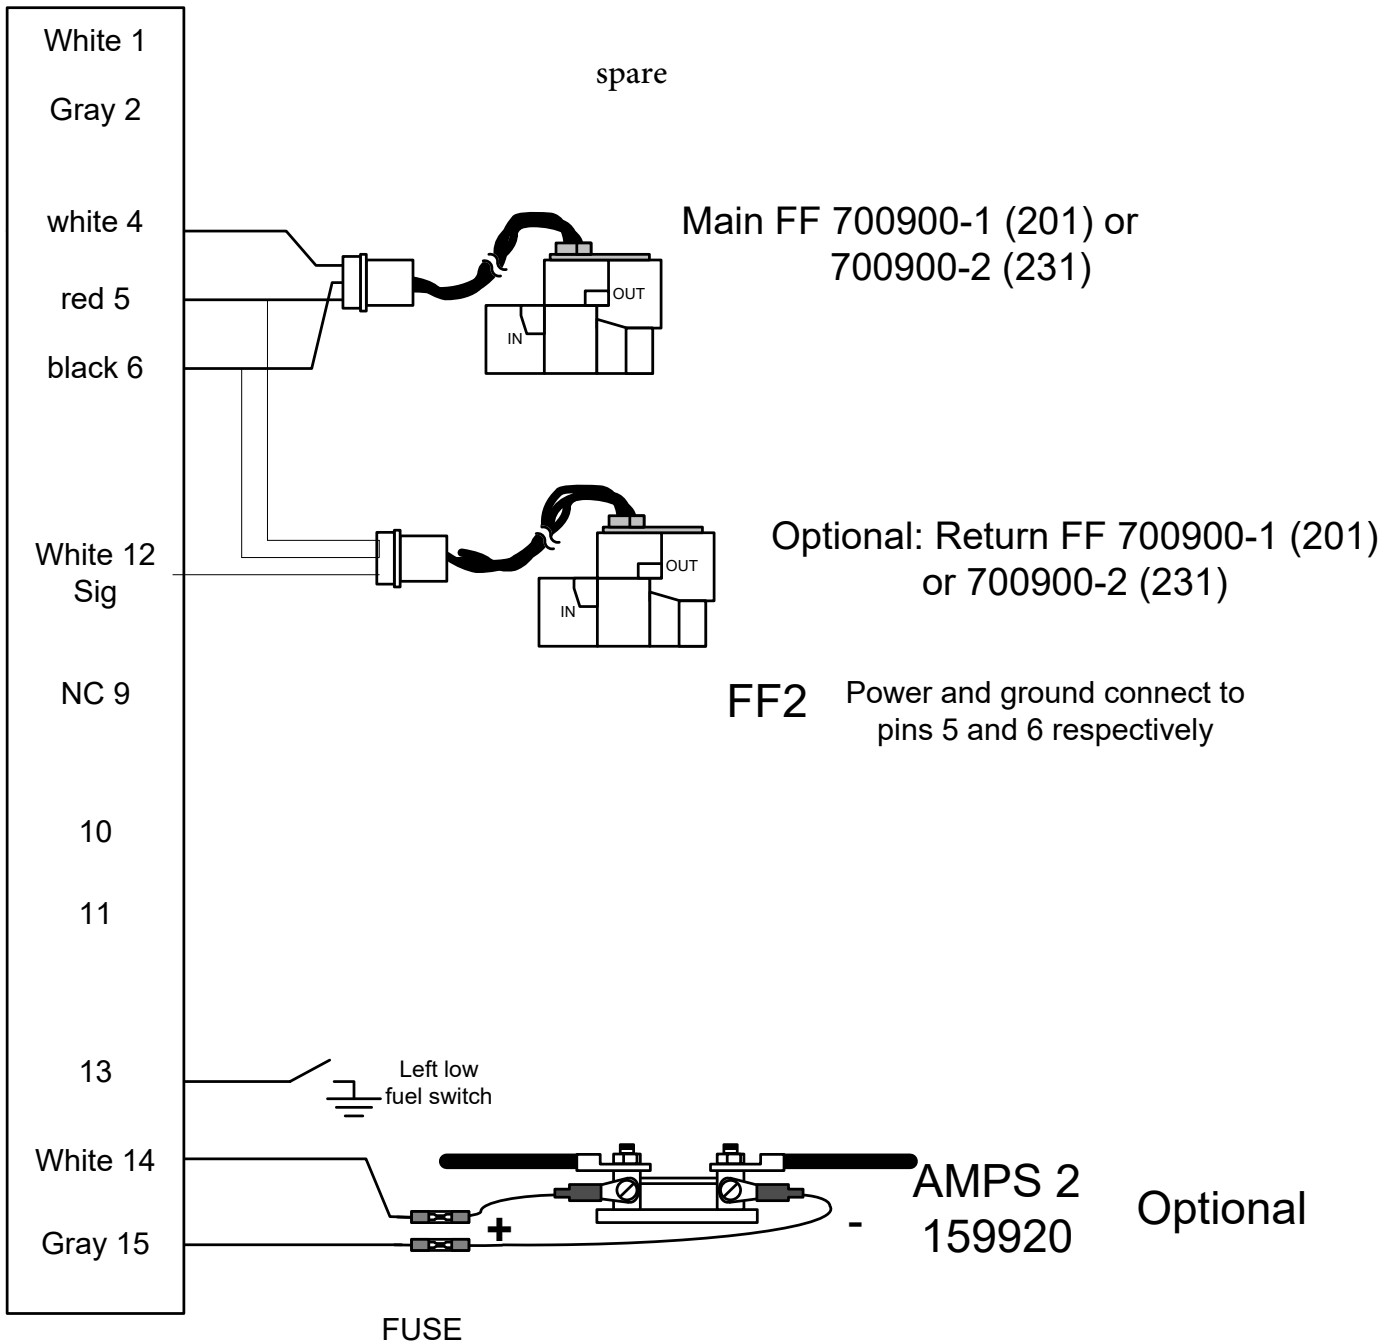 White 1
spare
Gray 2
white 4
Main FF 700900-1 (201) or
700900-2 (231)
red 5
OUT
IN
black 6
White 12
Sig
Optional: Return FF 700900-1 (201)
or 700900-2 (231)
OUT
IN
NC 9
FF2
Power and ground connect to
pins 5 and 6 respectively
10
11
13
Left low
fuel switch
White 14
AMPS 2
159920
Optional
+
-
Gray 15
FUSE